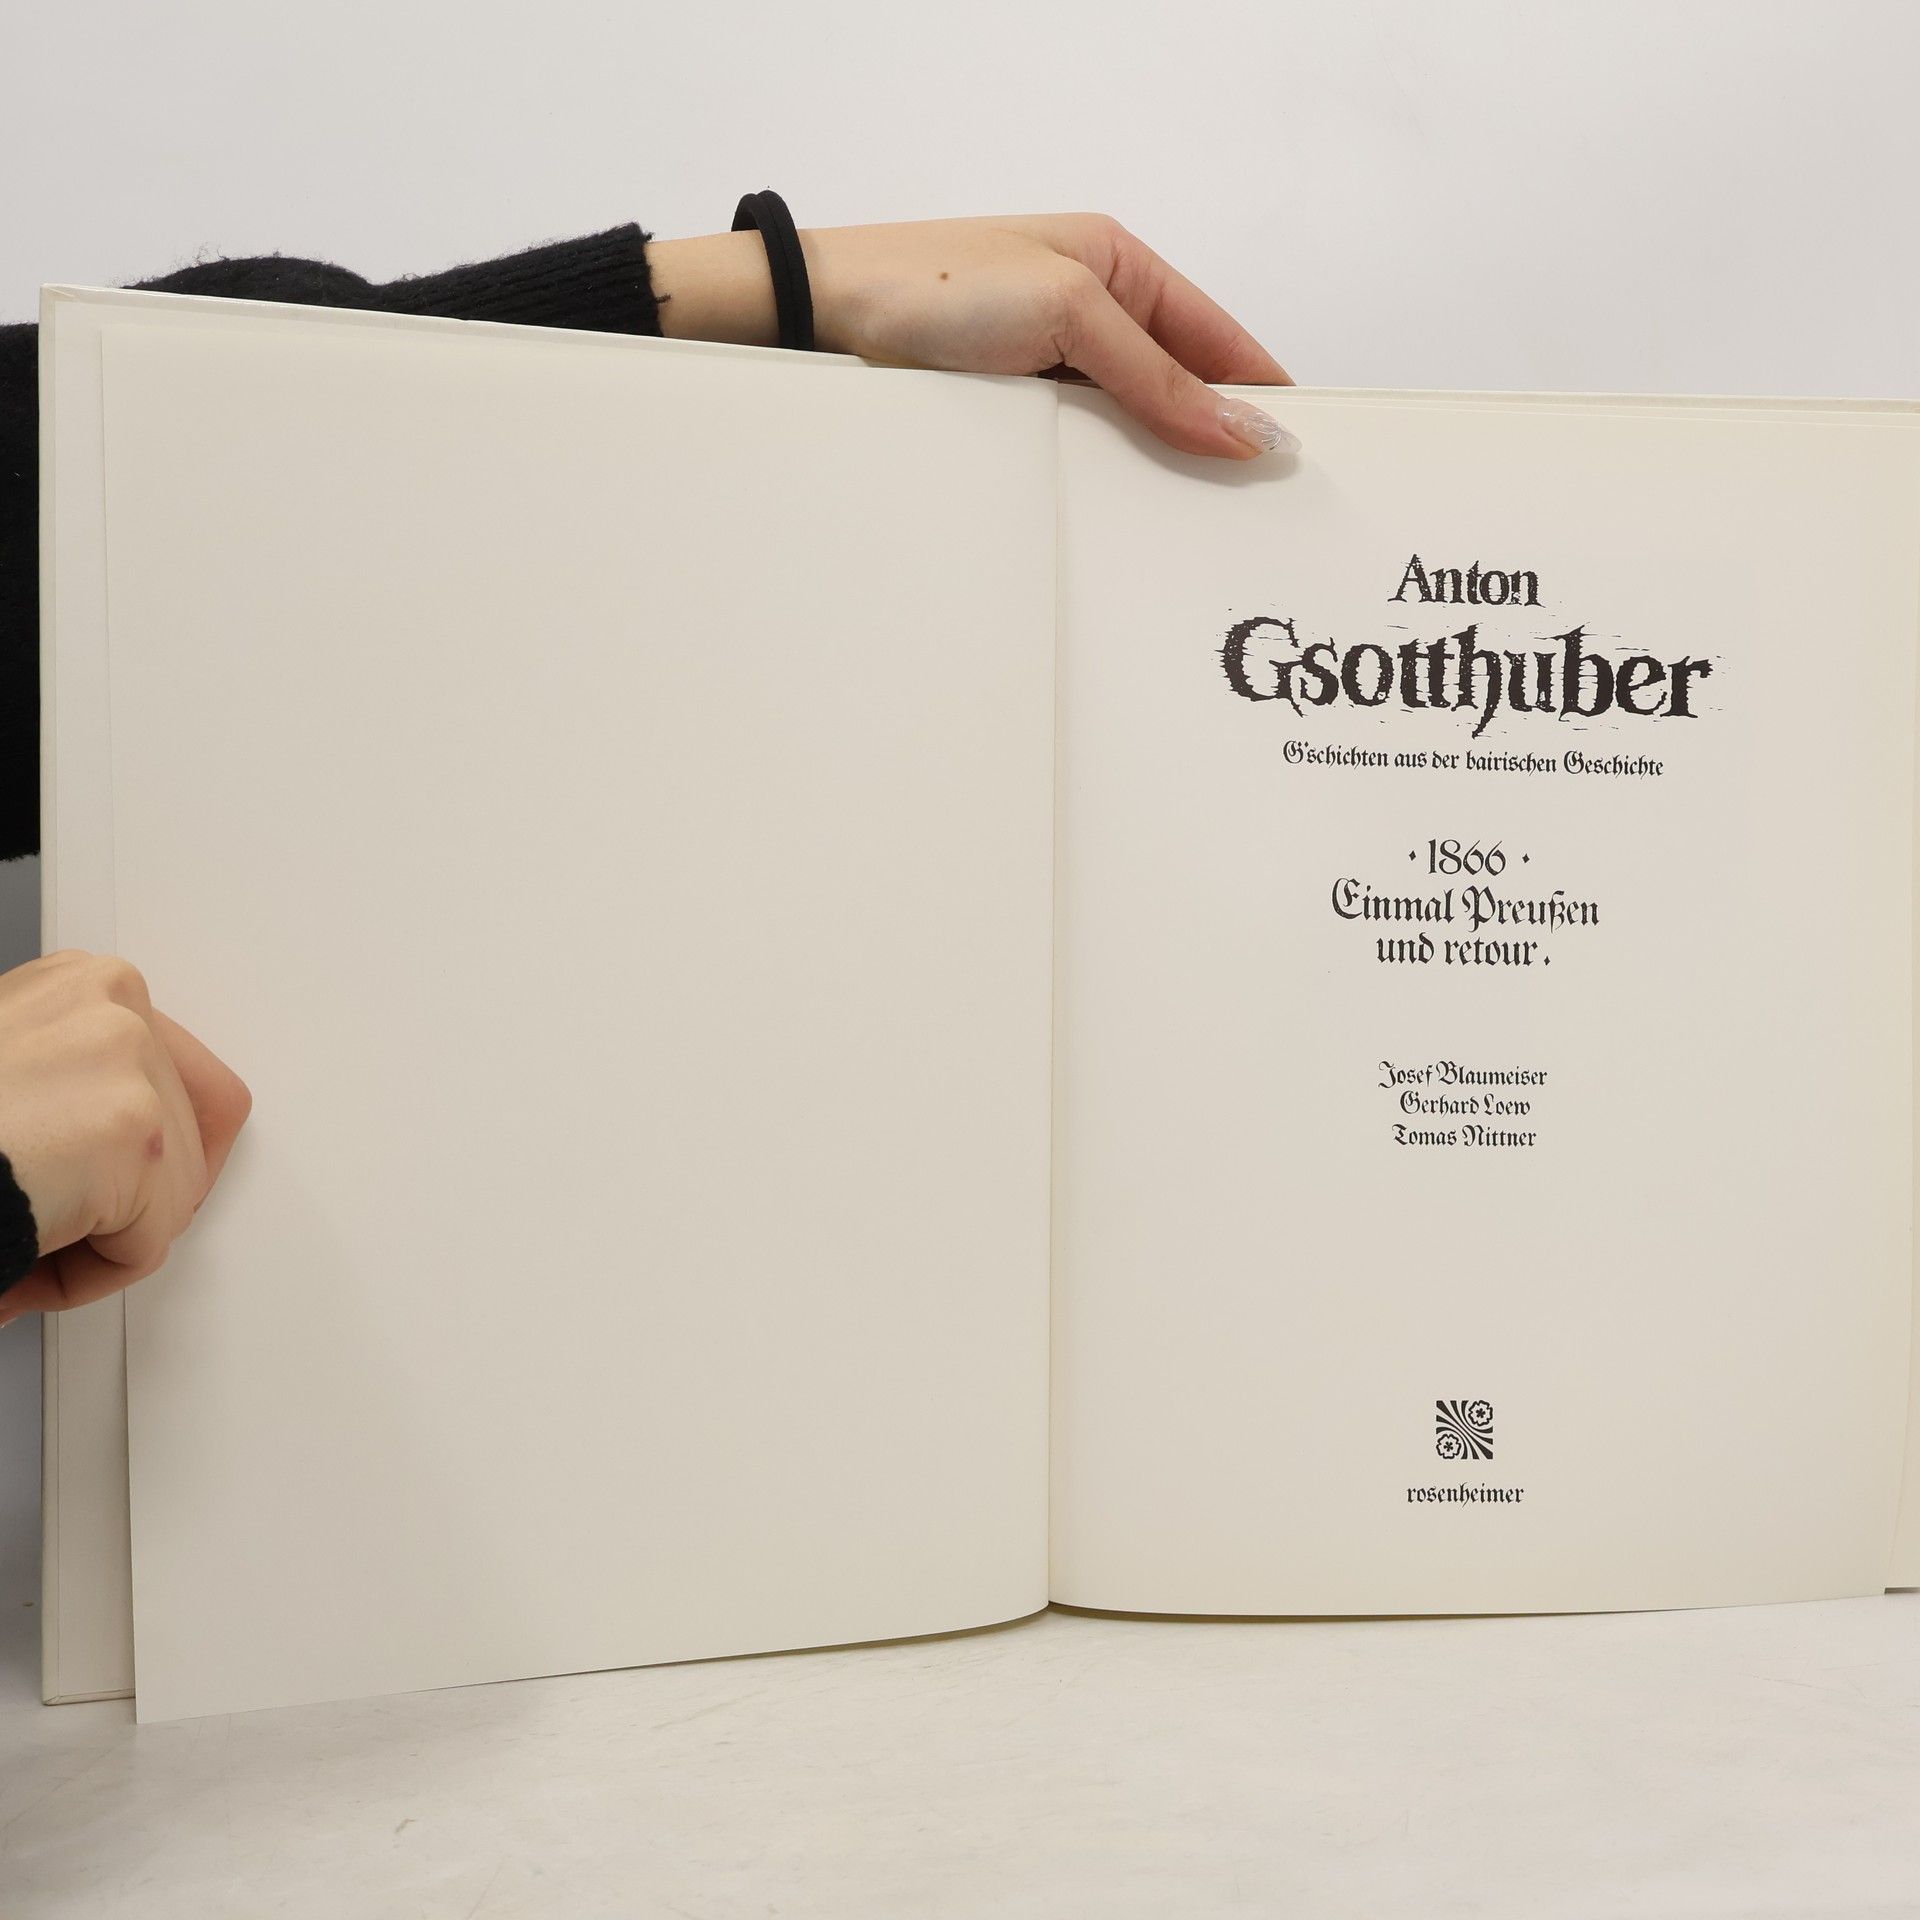 Anton
Gsotthuber
G'schichten aus der bairischen Geschichte
· 1866 ·
Einmal Preußen
und retour.
Josef Blaumeiser
Gerhard Loew
Tomas Nittner
rosenheimer